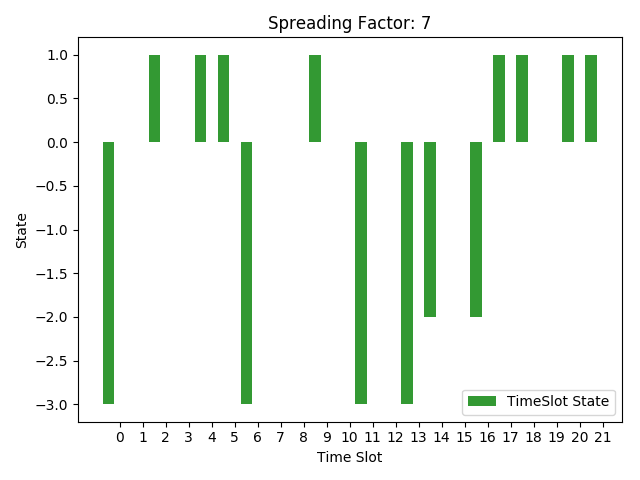 Spreading Factor: 7
State
1.0
0.5
0.0
−0.5
−1.0
−1.5
−2.0
−2.5
−3.0
TimeSlot State
0 1 2 3 4 5 6 7 8 9 10 11 12 13 14 15 16 17 18 19 20 21
Time Slot